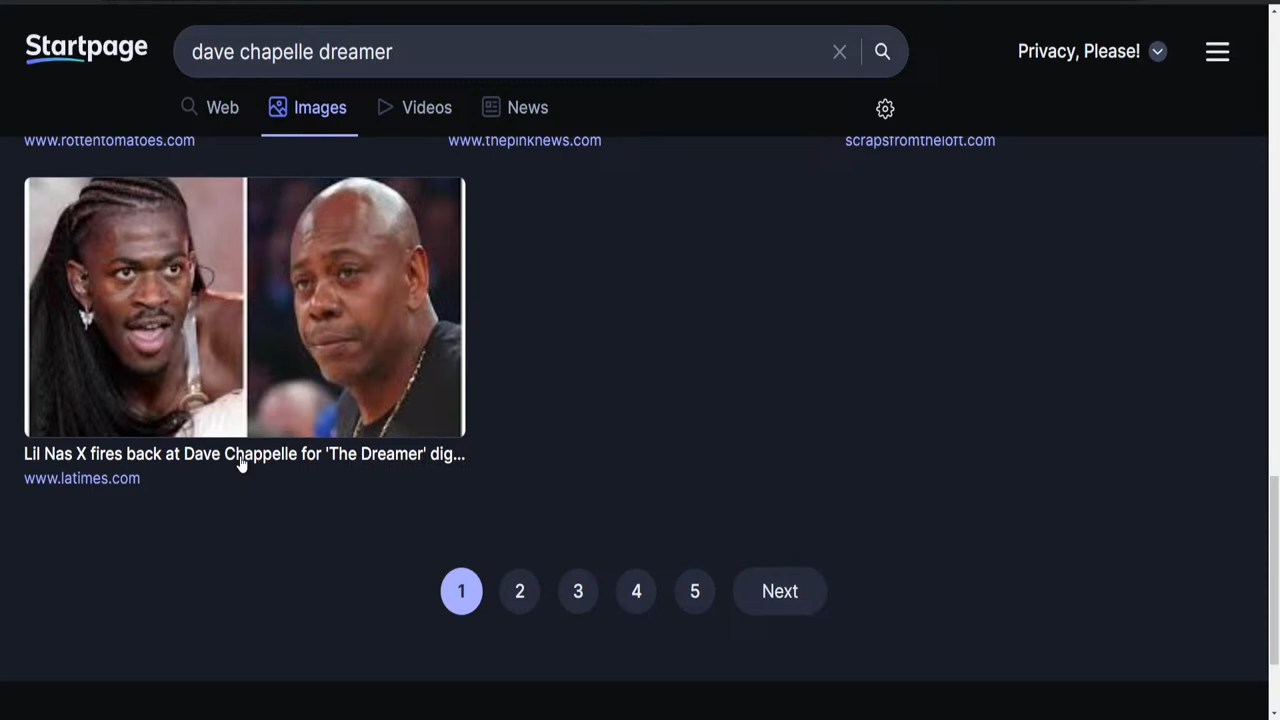 Startpage
dave chapelle dreamer
Privacy, Please!
Web
Images
Videos
News
www.rottentomatoes.com
www.thepinknews.com
scrapsfromtheloft.com
Lil Nas X fires back at Dave Chappelle for 'The Dreamer' dig...
www.latimes.com
1
2
3
4
5
Next